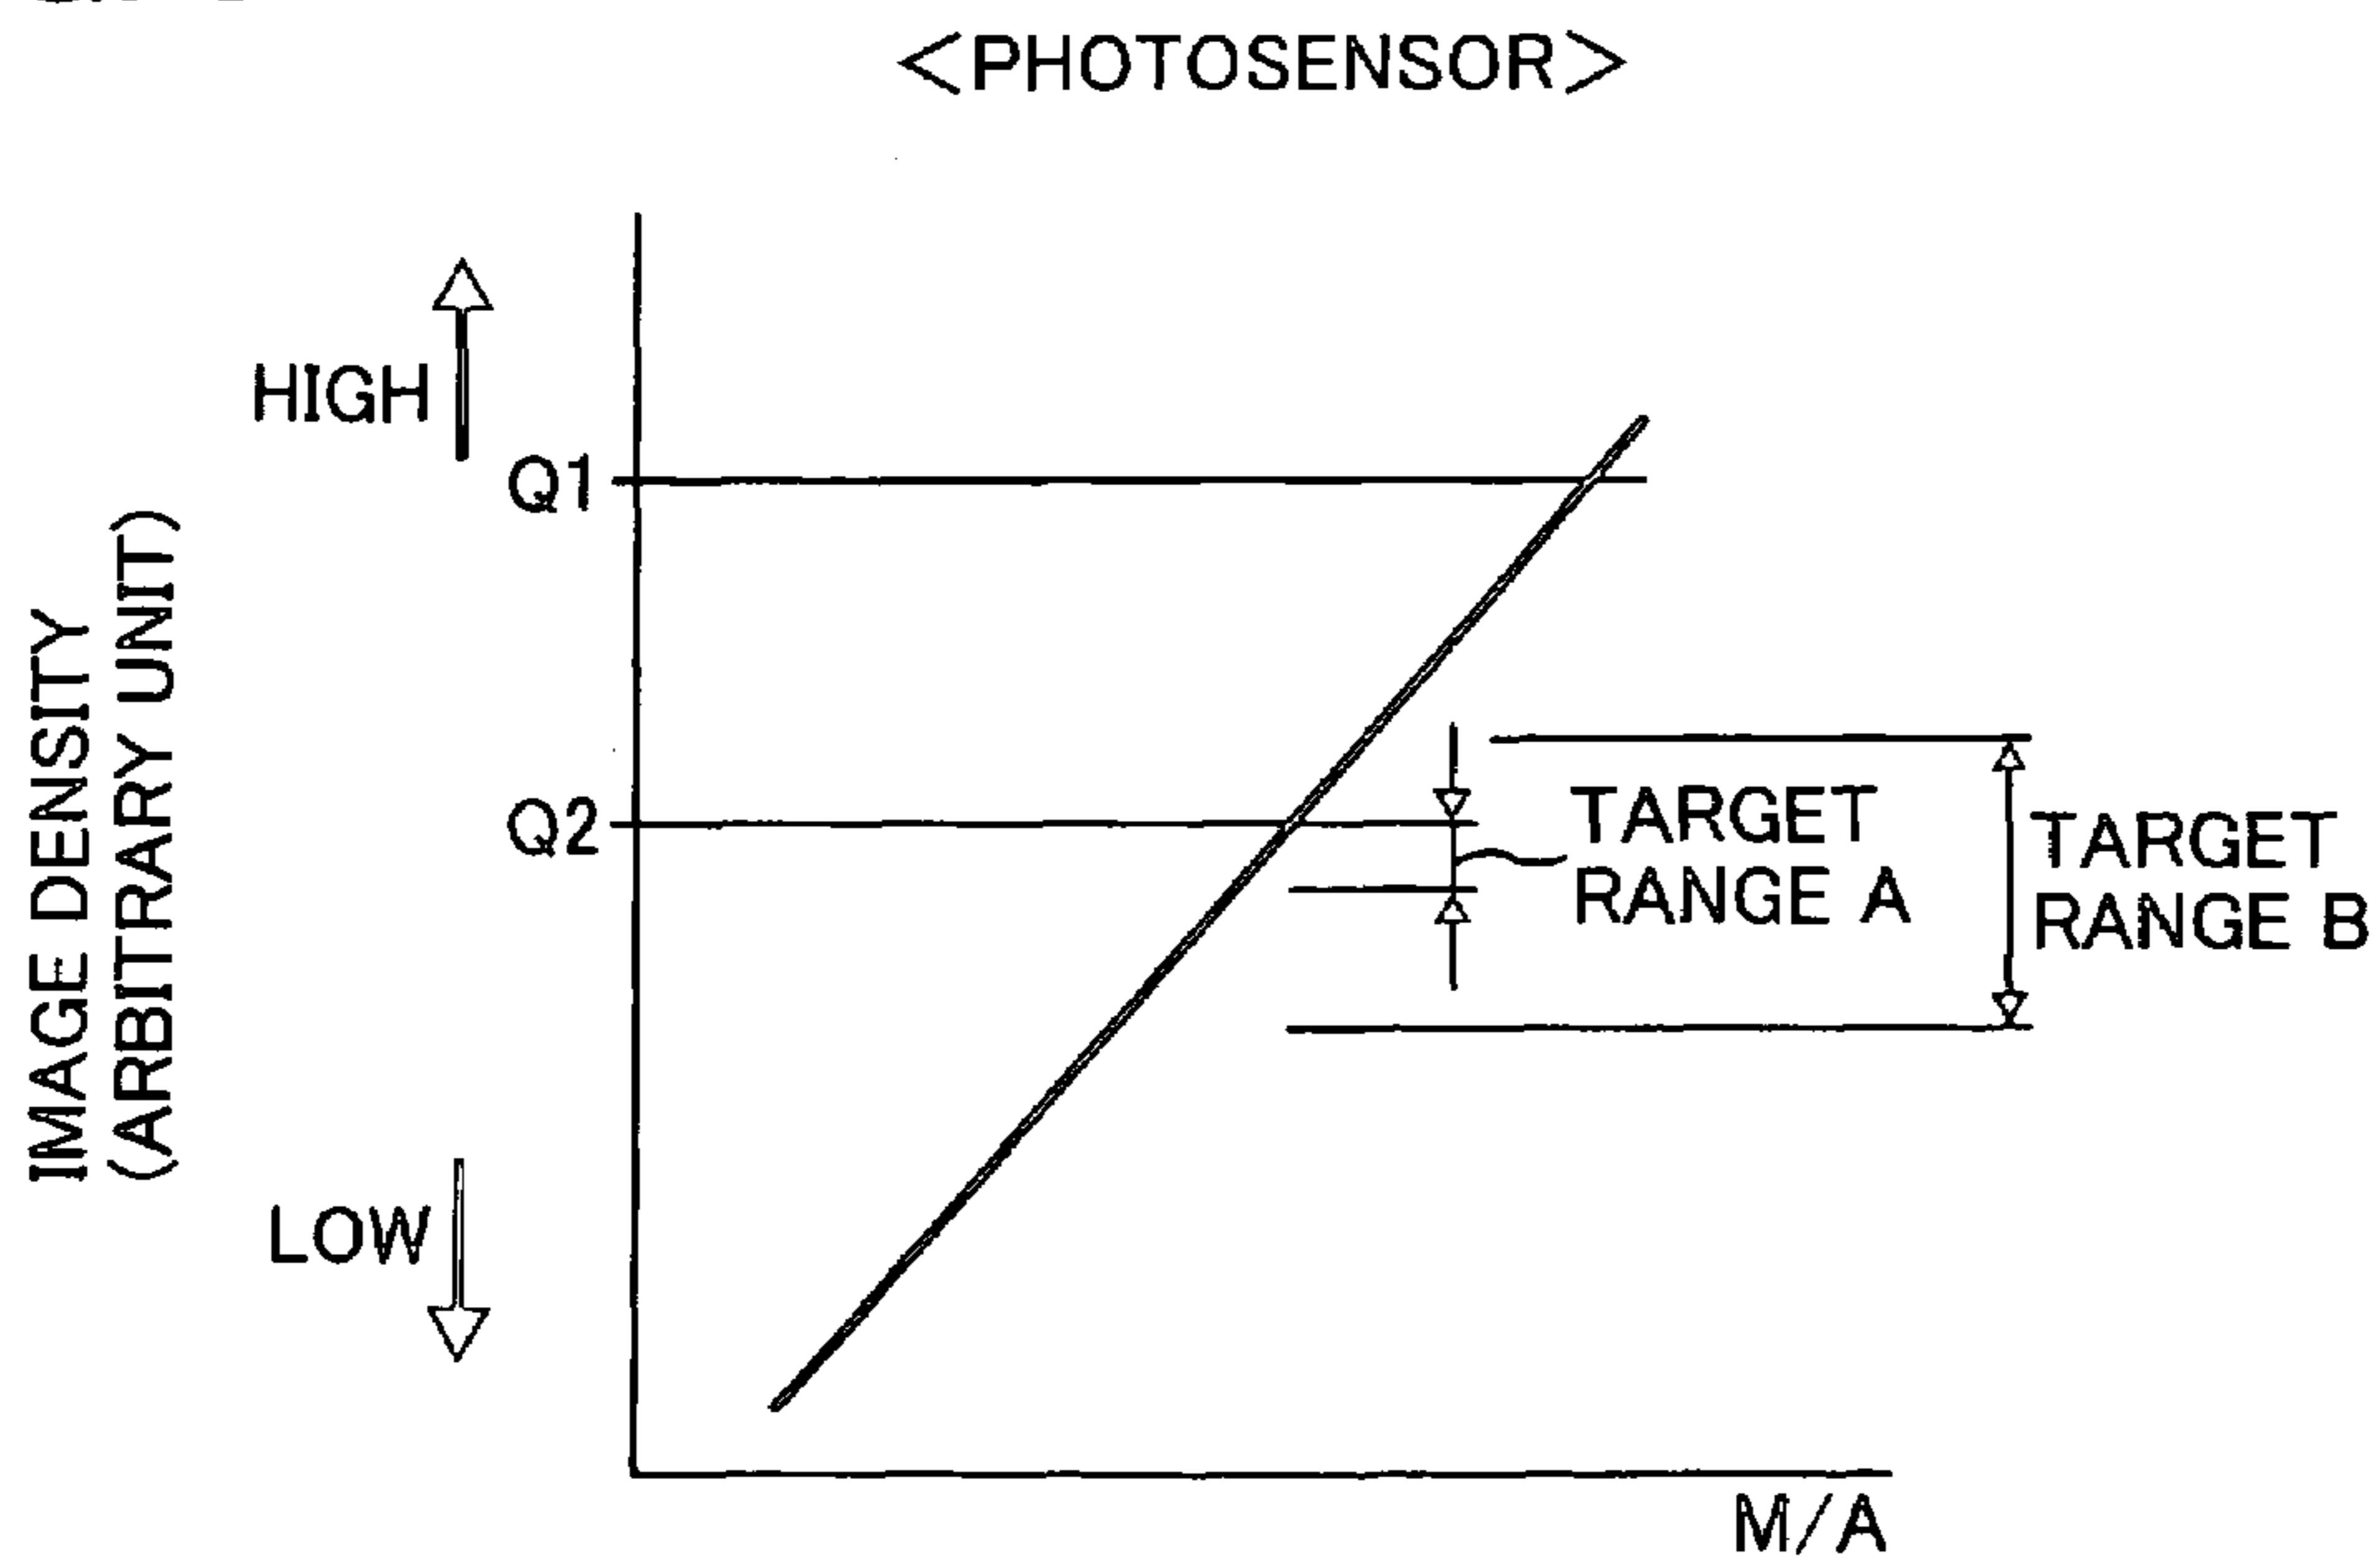 <PHOTOSENSOR>
HIGH
Q1
IMAGE DENSITY
(ARBITRARY UNIT)
Q2
TARGET
RANGE A
TARGET
RANGE B
LOW
M/A